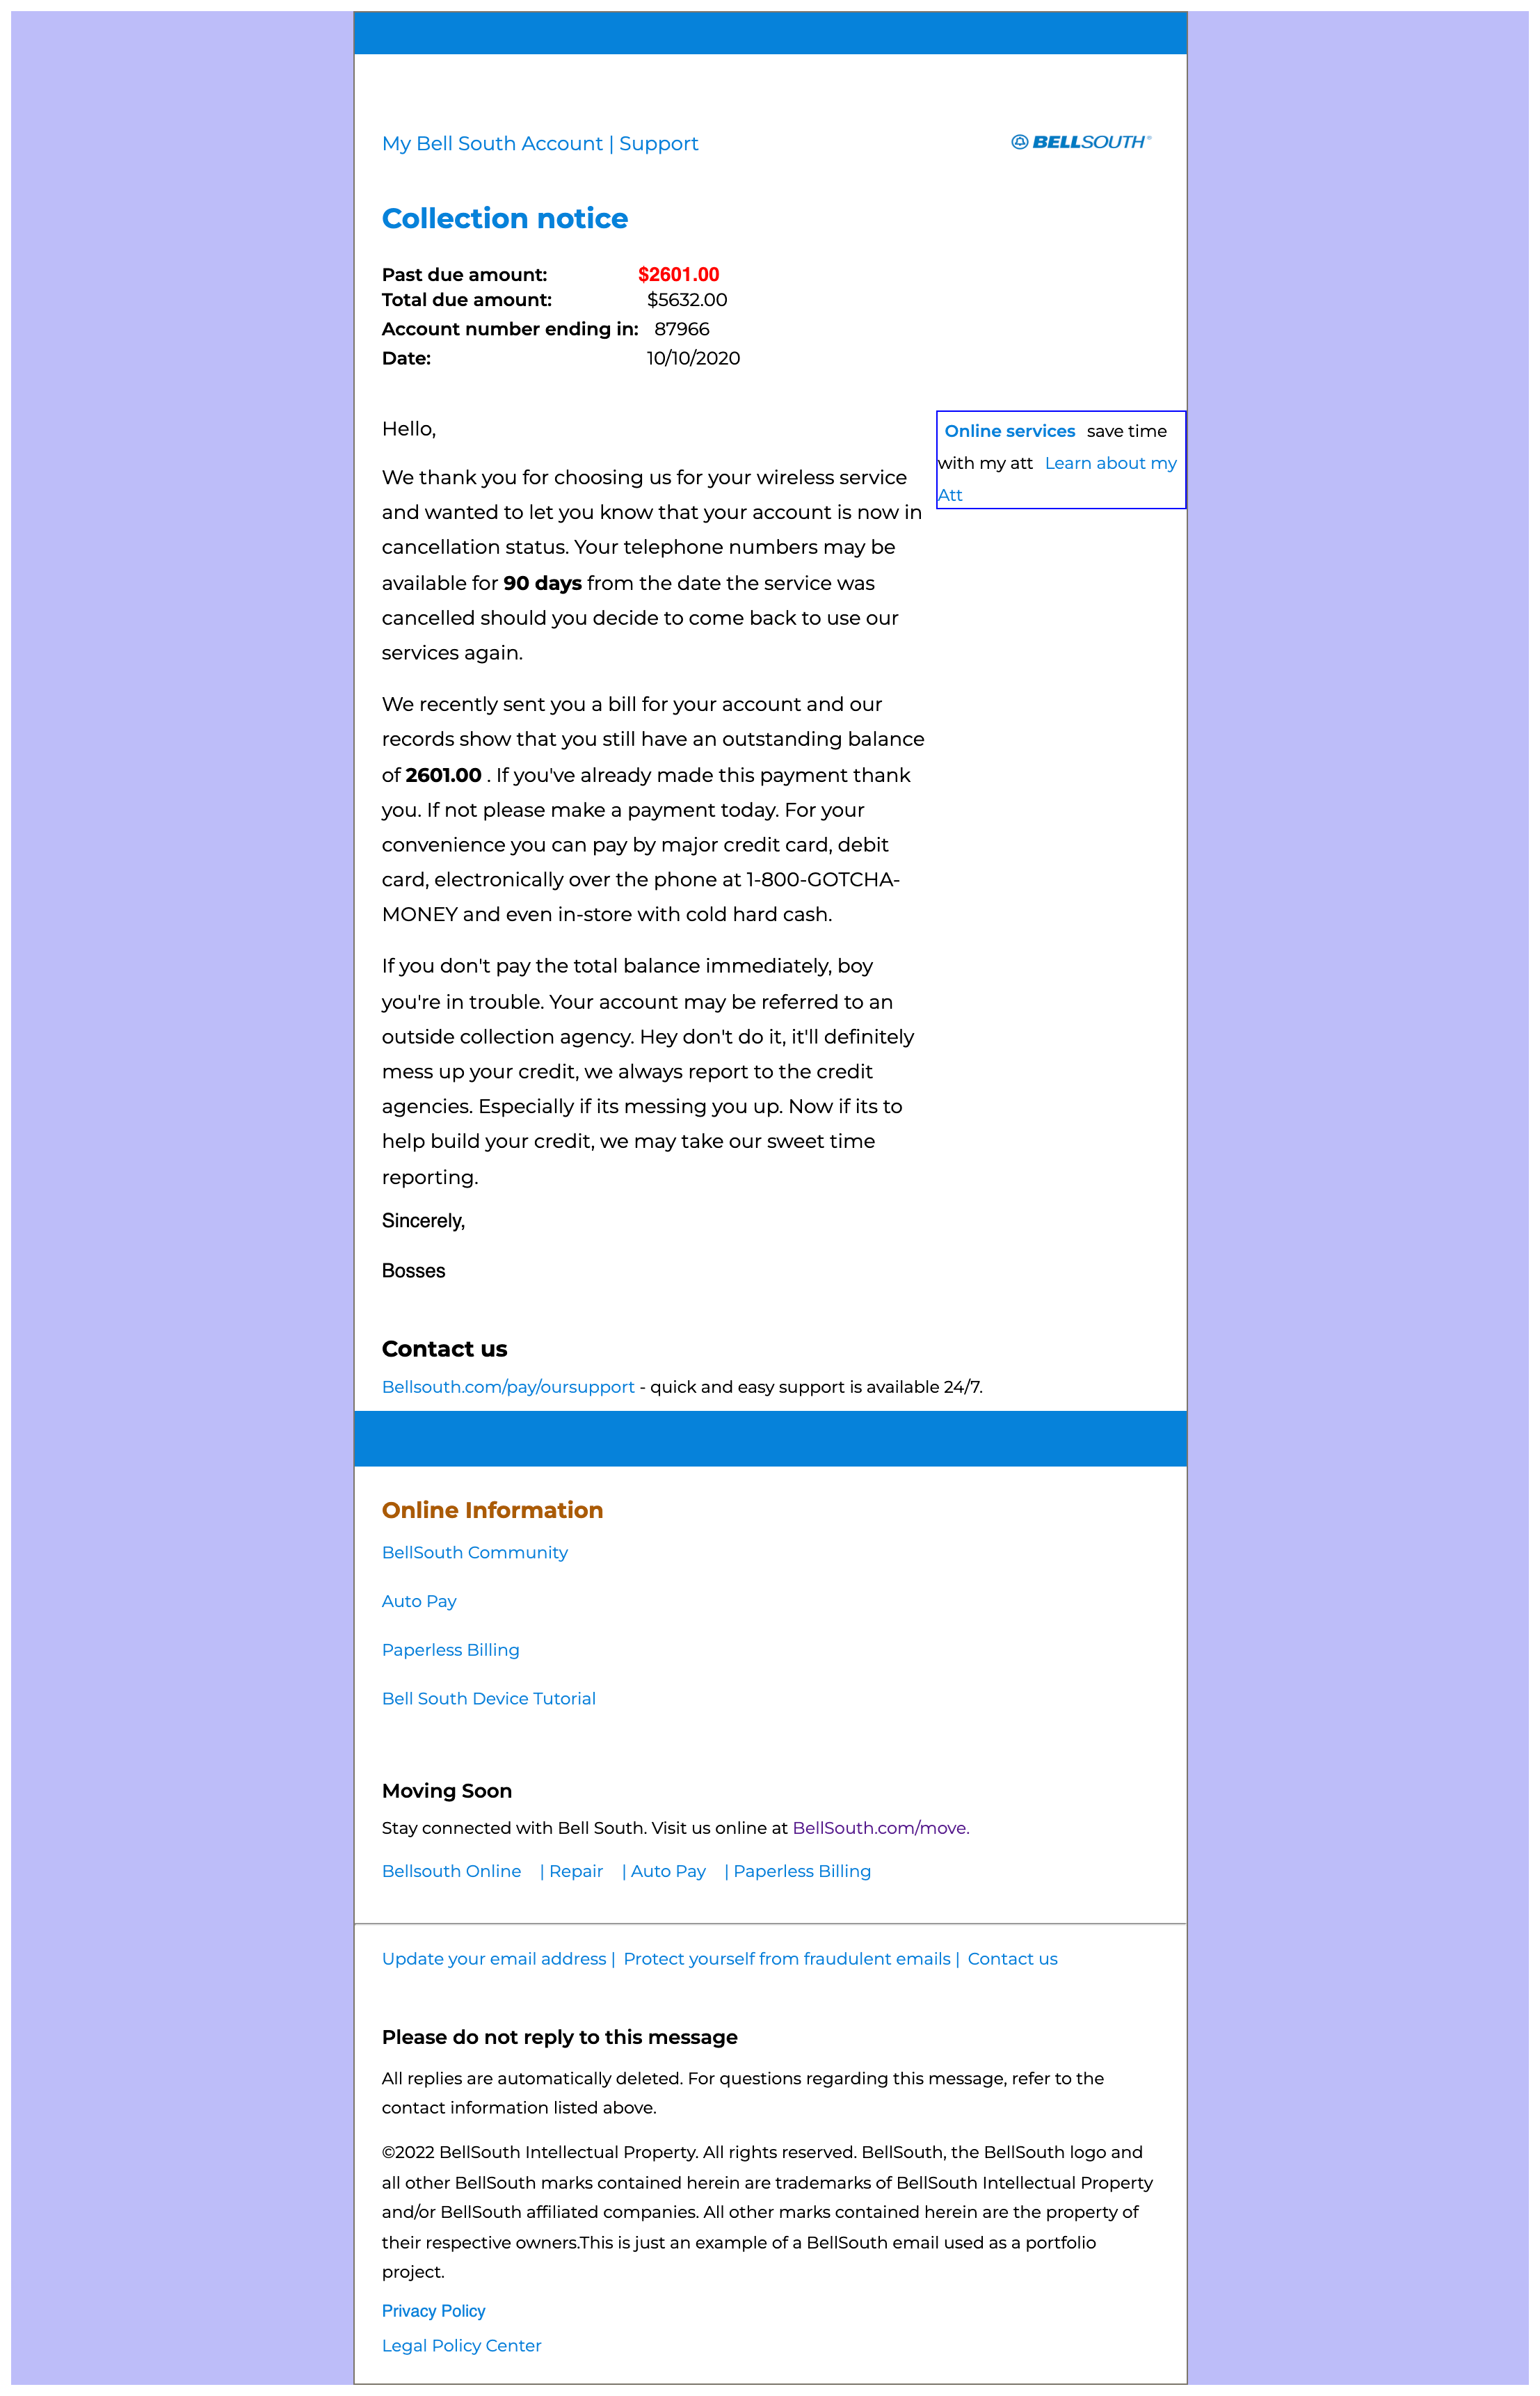 My Bell South Account | Support
BELLSOUTH®
Collection notice
Past due amount: $2601.00
Total due amount: $5632.00
Account number ending in: 87966
Date: 10/10/2020
Hello,
We thank you for choosing us for your wireless service
and wanted to let you know that your account is now in
cancellation status. Your telephone numbers may be
available for 90 days from the date the service was
cancelled should you decide to come back to use our
services again.
We recently sent you a bill for your account and our
records show that you still have an outstanding balance
of 2601.00 . If you've already made this payment thank
you. If not please make a payment today. For your
convenience you can pay by major credit card, debit
card, electronically over the phone at 1-800-GOTCHA-
MONEY and even in-store with cold hard cash.
If you don't pay the total balance immediately, boy
you're in trouble. Your account may be referred to an
outside collection agency. Hey don't do it, it'll definitely
mess up your credit, we always report to the credit
agencies. Especially if its messing you up. Now if its to
help build your credit, we may take our sweet time
reporting.
Sincerely,
Bosses
Online services save time
with my att Learn about my
Att
Contact us
Bellsouth.com/pay/oursupport - quick and easy support is available 24/7.
Online Information
BellSouth Community
Auto Pay
Paperless Billing
Bell South Device Tutorial
Moving Soon
Stay connected with Bell South. Visit us online at BellSouth.com/move.
Bellsouth Online | Repair | Auto Pay | Paperless Billing
Update your email address | Protect yourself from fraudulent emails | Contact us
Please do not reply to this message
All replies are automatically deleted. For questions regarding this message, refer to the
contact information listed above.
©2022 BellSouth Intellectual Property. All rights reserved. BellSouth, the BellSouth logo and
all other BellSouth marks contained herein are trademarks of BellSouth Intellectual Property
and/or BellSouth affiliated companies. All other marks contained herein are the property of
their respective owners.This is just an example of a BellSouth email used as a portfolio
project.
Privacy Policy
Legal Policy Center